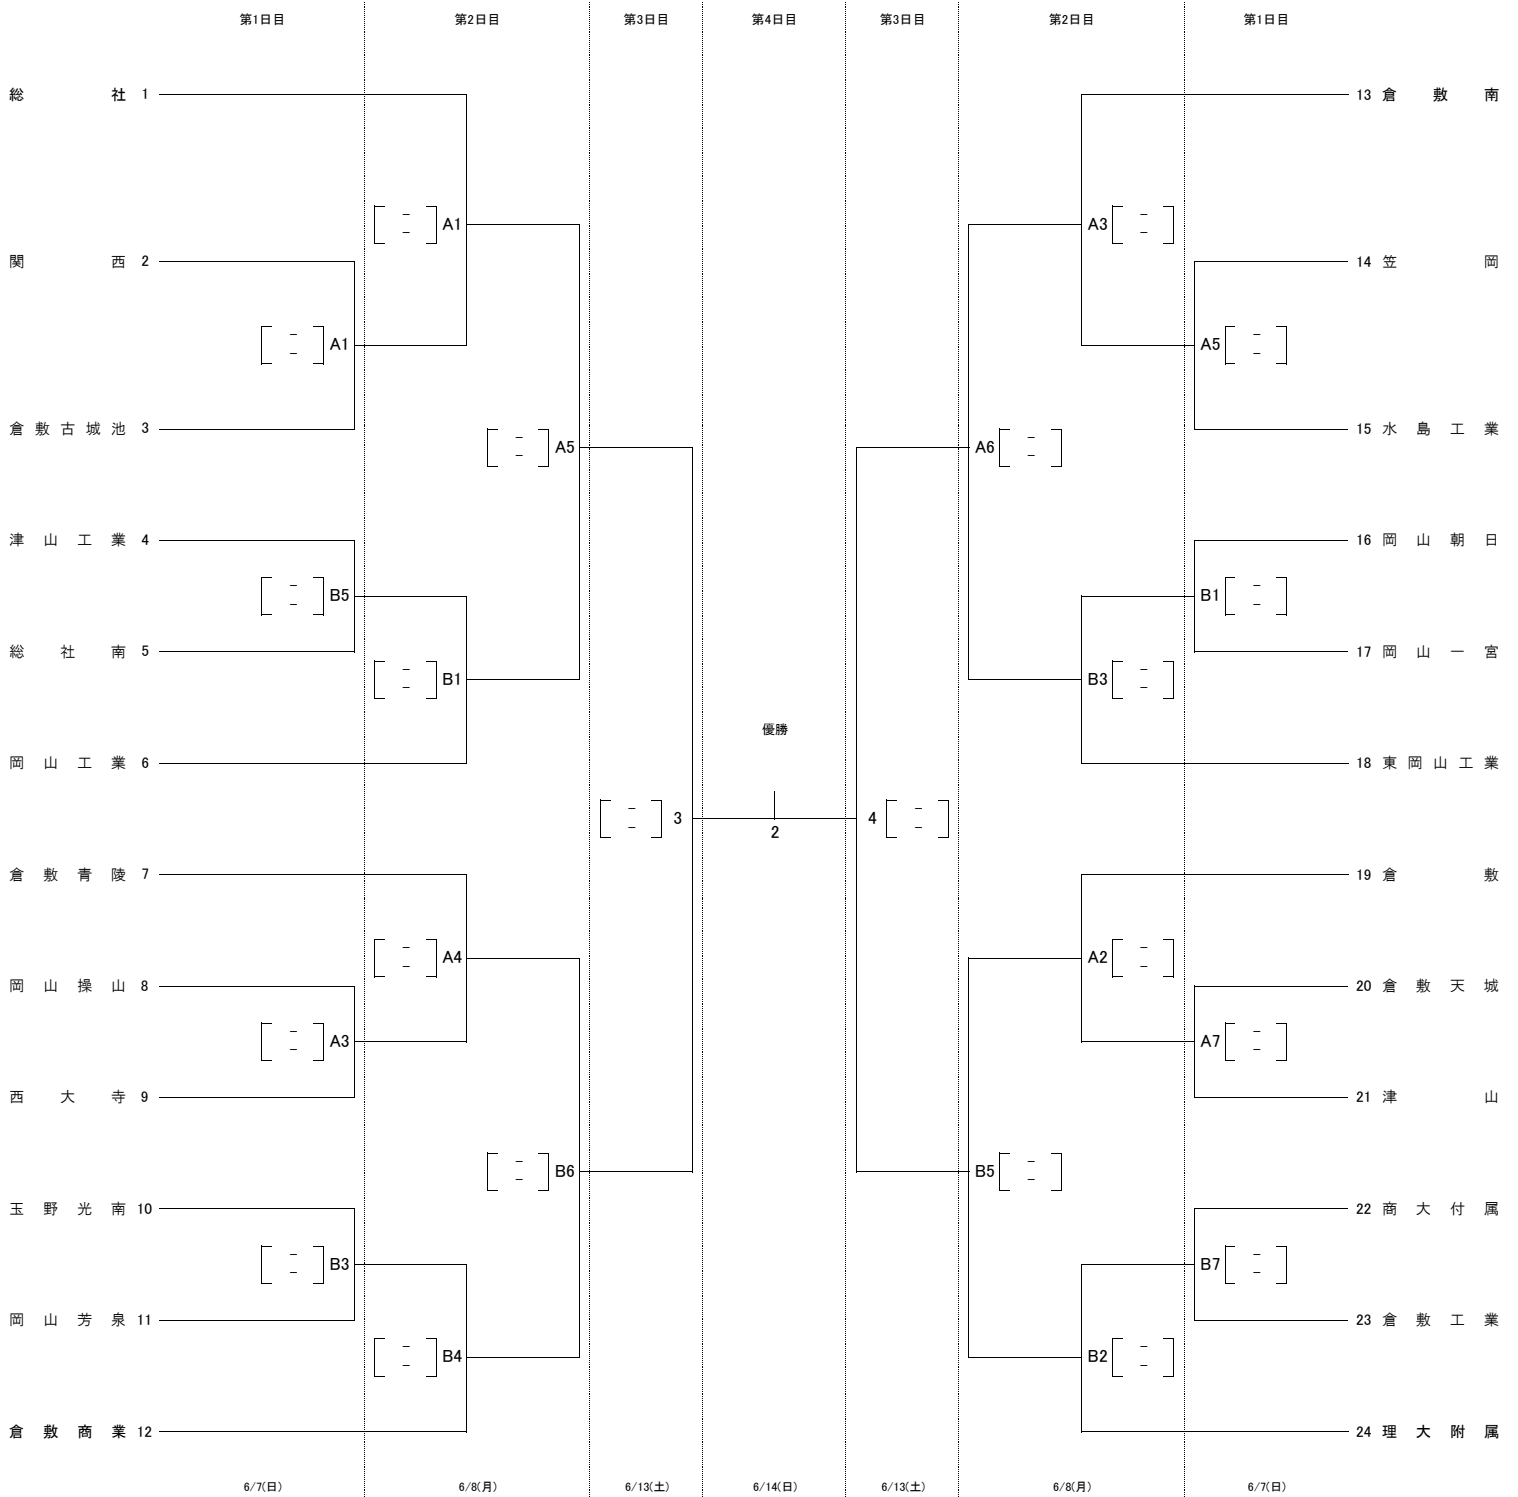 第1日目 第2日目 第3日目 第4日目 第3日目 第2日目 第1日目
総社 1 13 倉敷南
[ - - ] A1 A3 [ - - ]
関西 2 14 笠岡
[ - - ] A1 A5 [ - - ]
倉敷古城池 3 15 水島工業
[ - - ] A5 A6 [ - - ]
津山工業 4 16 岡山朝日
[ - - ] B5 B1 [ - - ]
総社南 5 17 岡山一宮
[ - - ] B1 B3 [ - - ]
優勝
岡山工業 6 18 東岡山工業
[ - - ] 3 2 4 [ - - ]
倉敷青陵 7 19 倉敷
[ - - ] A4 A2 [ - - ]
岡山操山 8 20 倉敷天城
[ - - ] A3 A7 [ - - ]
西大寺 9 21 津山
[ - - ] B6 B5 [ - - ]
玉野光南 10 22 商大付属
[ - - ] B3 B7 [ - - ]
岡山芳泉 11 23 倉敷工業
[ - - ] B4 B2 [ - - ]
倉敷商業 12 24 理大附属
6/7(日) 6/8(月) 6/13(土) 6/14(日) 6/13(土) 6/8(月) 6/7(日)